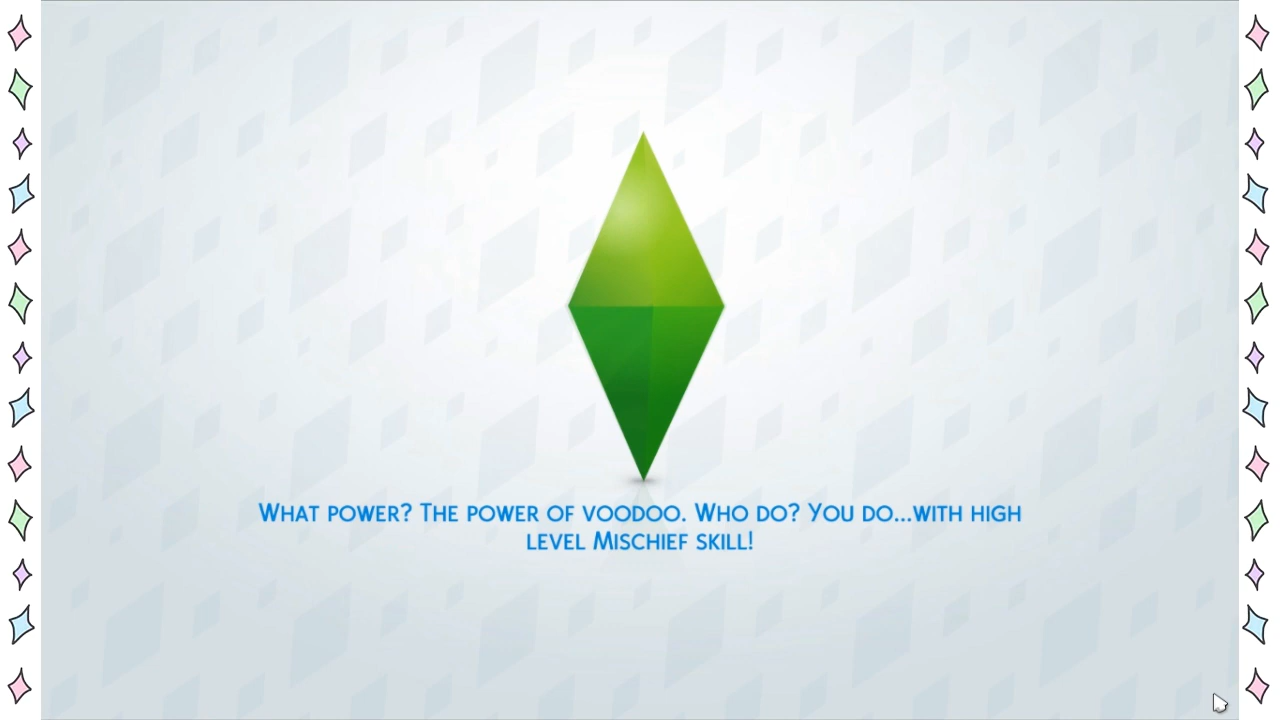 What power? The power of voodoo. Who do? You do...with high
level Mischief skill!